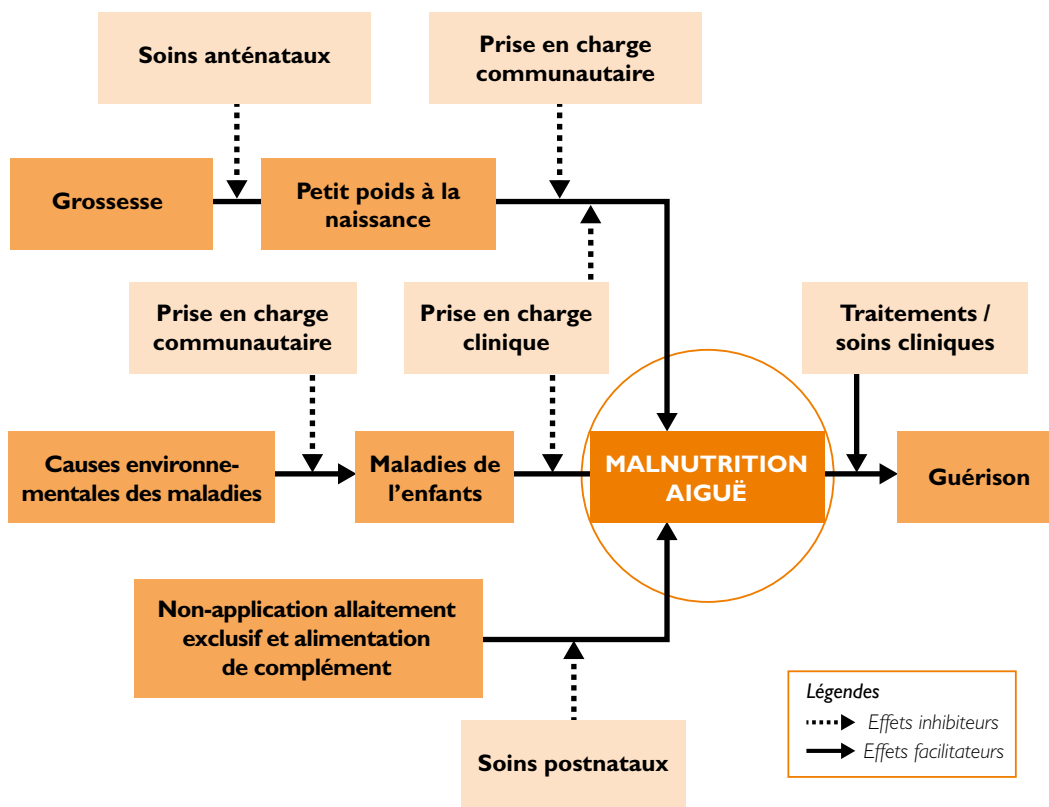 Soins anténataux
Prise en charge
communautaire
Grossesse
Petit poids à la
naissance
Prise en charge
communautaire
Prise en charge
clinique
Traitements /
soins cliniques
Causes environne-
mentales des maladies
Maladies de
l’enfants
MALNUTRITION
AIGUË
Guérison
Non-application allaitement
exclusif et alimentation
de complément
Soins postnataux
Légendes
Effets inhibiteurs
Effets facilitateurs